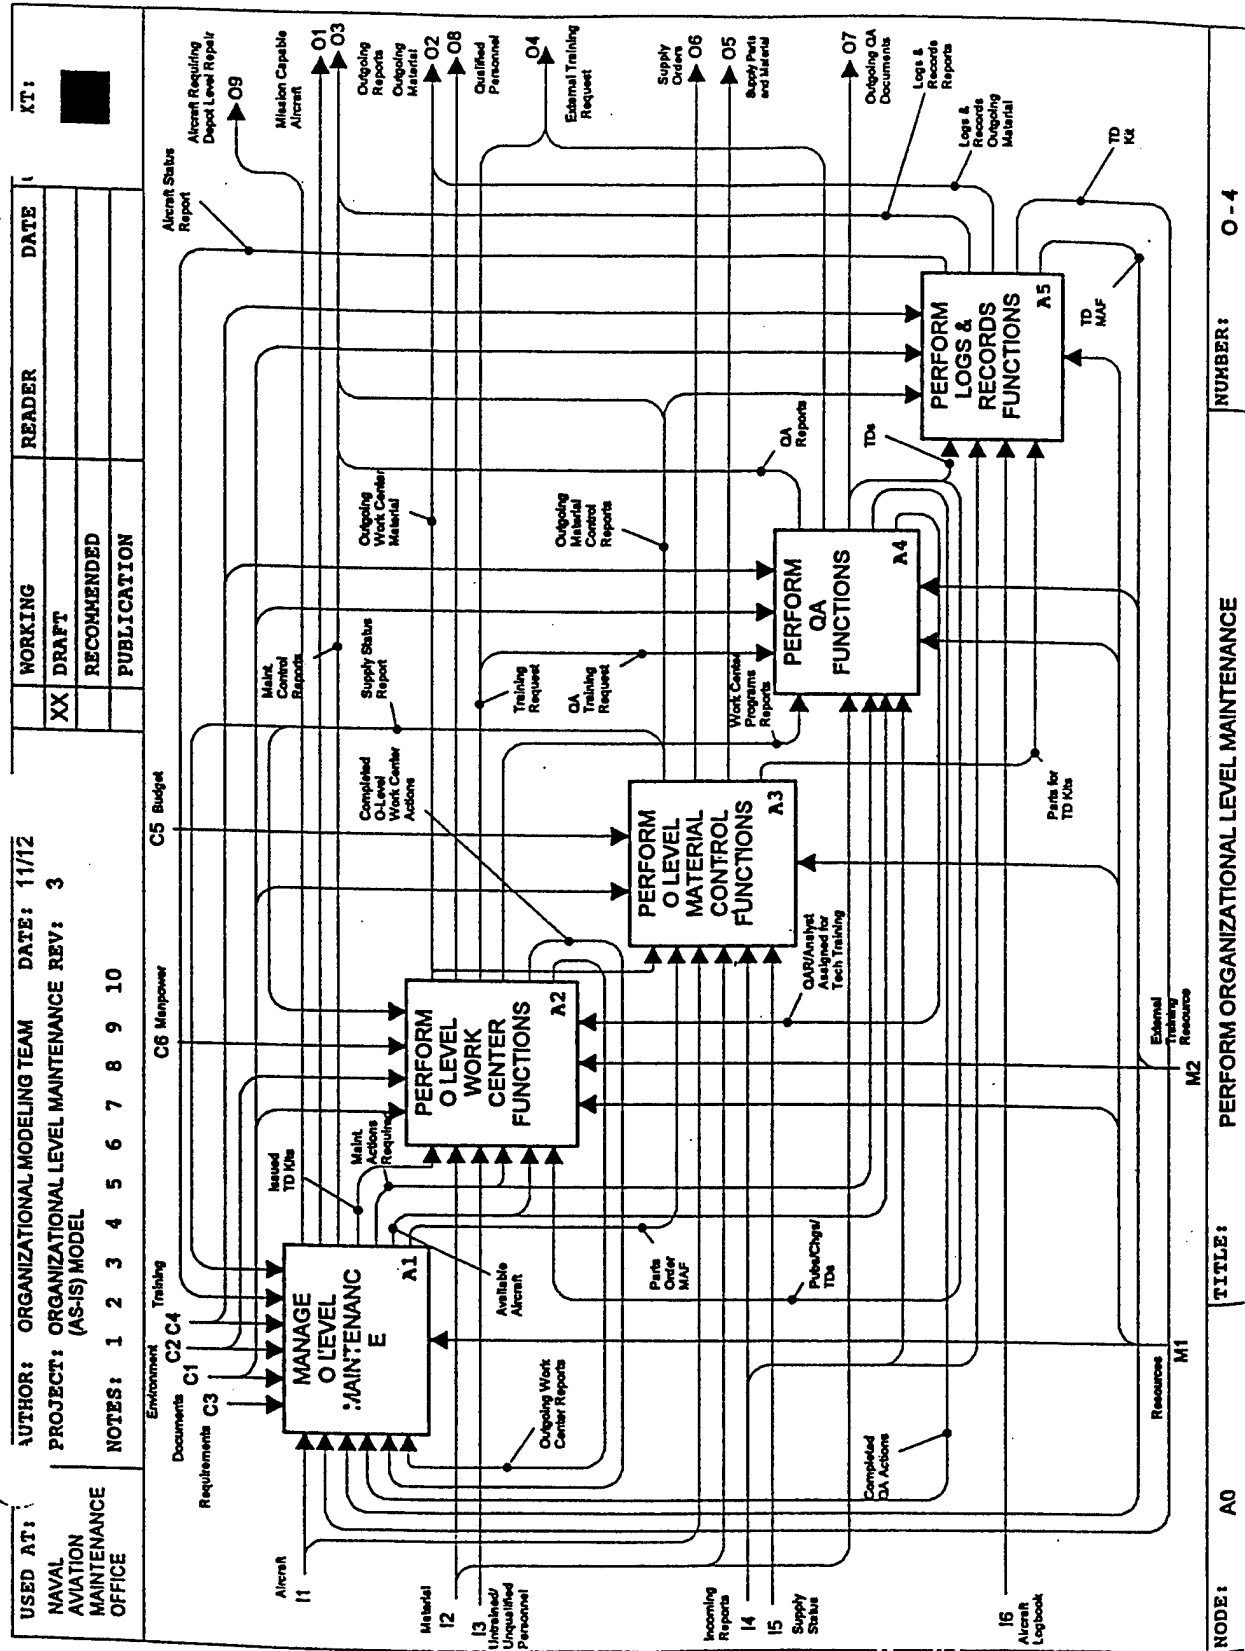 USED AT:
NAVAL
AVIATION
MAINTENANCE
OFFICE
AUTHOR: ORGANIZATIONAL MODELING TEAM
DATE: 11/12
PROJECT: ORGANIZATIONAL LEVEL MAINTENANCE
REV: 3
(AS-IS) MODEL
NOTES: 1 2 3 4 5 6 7 8 9 10
WORKING
XX DRAFT
RECOMMENDED
PUBLICATION
READER
DATE
XT:
Documents
Environment
Training
Requirements
C3
C1
C2 C4
C6 Manpower
C5 Budget
Aircraft Status
Report
Aircraft Requiring
Depot Level Repair
O9
Mission Capable
Aircraft
O1
O3
Outgoing
Reports
Outgoing
Material
O2
O8
Qualified
Personnel
O4
External Training
Request
Supply
Orders
O6
O5
Supply Parts
and Material
O7
Outgoing QA
Documents
Logs &
Records
Reports
Logs &
Records
Outgoing
Material
TD
Kit
Aircraft
I1
Material
I2
I3
Untrained/
Unqualified
Personnel
Incoming
Reports
I4
I5
Supply
Status
I6
Aircraft
Logbook
MANAGE
O LEVEL
MAINTENANC
E
A1
Issued
TD Kits
Maint.
Actions
Require
Available
Aircraft
Outgoing Work
Center Reports
Parts
Order
MAF
Pubs/Chgs/
TDs
Completed
QA Actions
PERFORM
O LEVEL
WORK
CENTER
FUNCTIONS
A2
Maint.
Control
Reports
Supply Status
Report
Completed
O-Level
Work Center
Actions
Outgoing
Work Center
Material
Training
Request
QA
Training
Request
Work Center
Programs
Reports
PERFORM
O LEVEL
MATERIAL
CONTROL
FUNCTIONS
A3
Outgoing
Material
Control
Reports
QAR/Analyst
Assigned for
Tech Training
Parts for
TD Kits
PERFORM
QA
FUNCTIONS
A4
QA
Reports
TDs
PERFORM
LOGS &
RECORDS
FUNCTIONS
A5
TD
MAF
Resources
M1
External
Training
Resource
M2
NODE: A0
TITLE: PERFORM ORGANIZATIONAL LEVEL MAINTENANCE
NUMBER: O-4